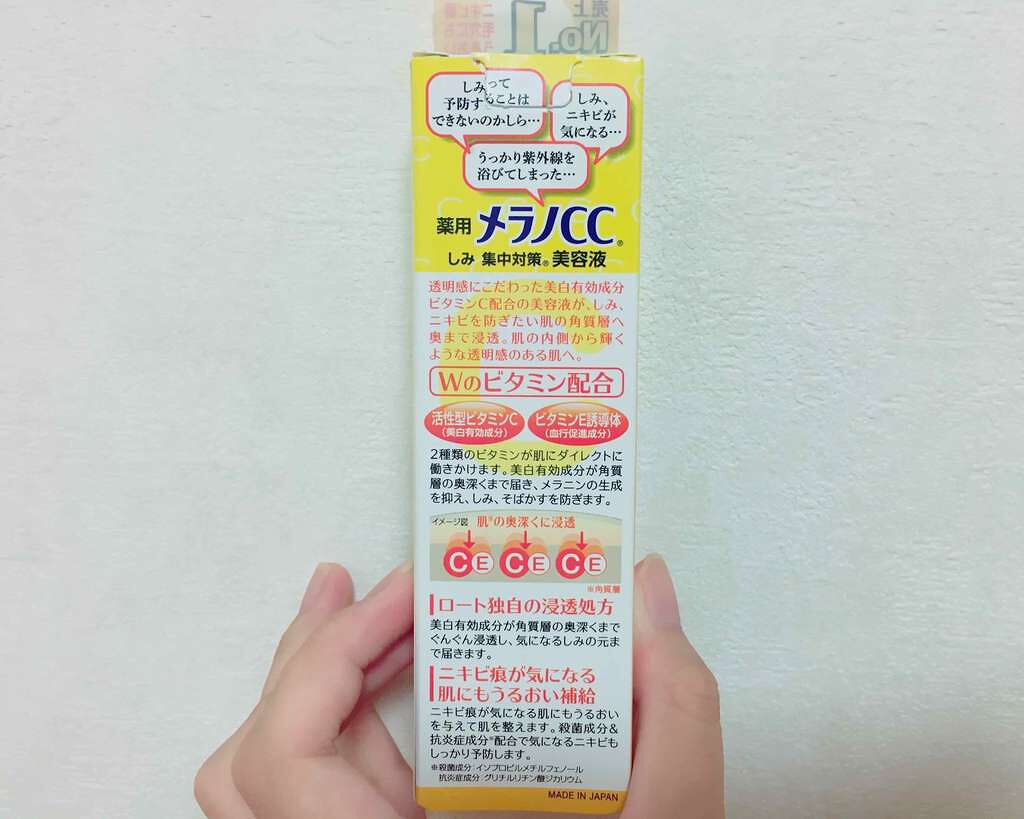 売上
No.1
しみって
予防することは
できないのかしら…
しみ、
ニキビが
気になる…
うっかり紫外線を
浴びてしまった…
薬用 メラノCC®
しみ 集中対策® 美容液
透明感にこだわった美白有効成分
ビタミンC配合の美容液が、しみ、
ニキビを防ぎたい肌の角質層へ
奥まで浸透。肌の内側から輝く
ような透明感のある肌へ。
Wのビタミン配合
活性型ビタミンC
(美白有効成分)
ビタミンE誘導体
(血行促進成分)
2種類のビタミンが肌にダイレクトに
働きかけます。美白有効成分が角質
層の奥深くまで届き、メラニンの生成
を抑え、しみ、そばかすを防ぎます。
イメージ図
肌※の奥深くに浸透
C E C E C E
※角質層
ロート独自の浸透処方
美白有効成分が角質層の奥深くまで
ぐんぐん浸透し、気になるしみの元ま
で届きます。
ニキビ痕が気になる
肌にもうるおい補給
ニキビ痕が気になる肌にもうるおい
を与えて肌を整えます。殺菌成分&
抗炎症成分※配合で気になるニキビも
しっかり予防します。
※殺菌成分:イソプロピルメチルフェノール
抗炎症成分:グリチルリチン酸ジカリウム
MADE IN JAPAN